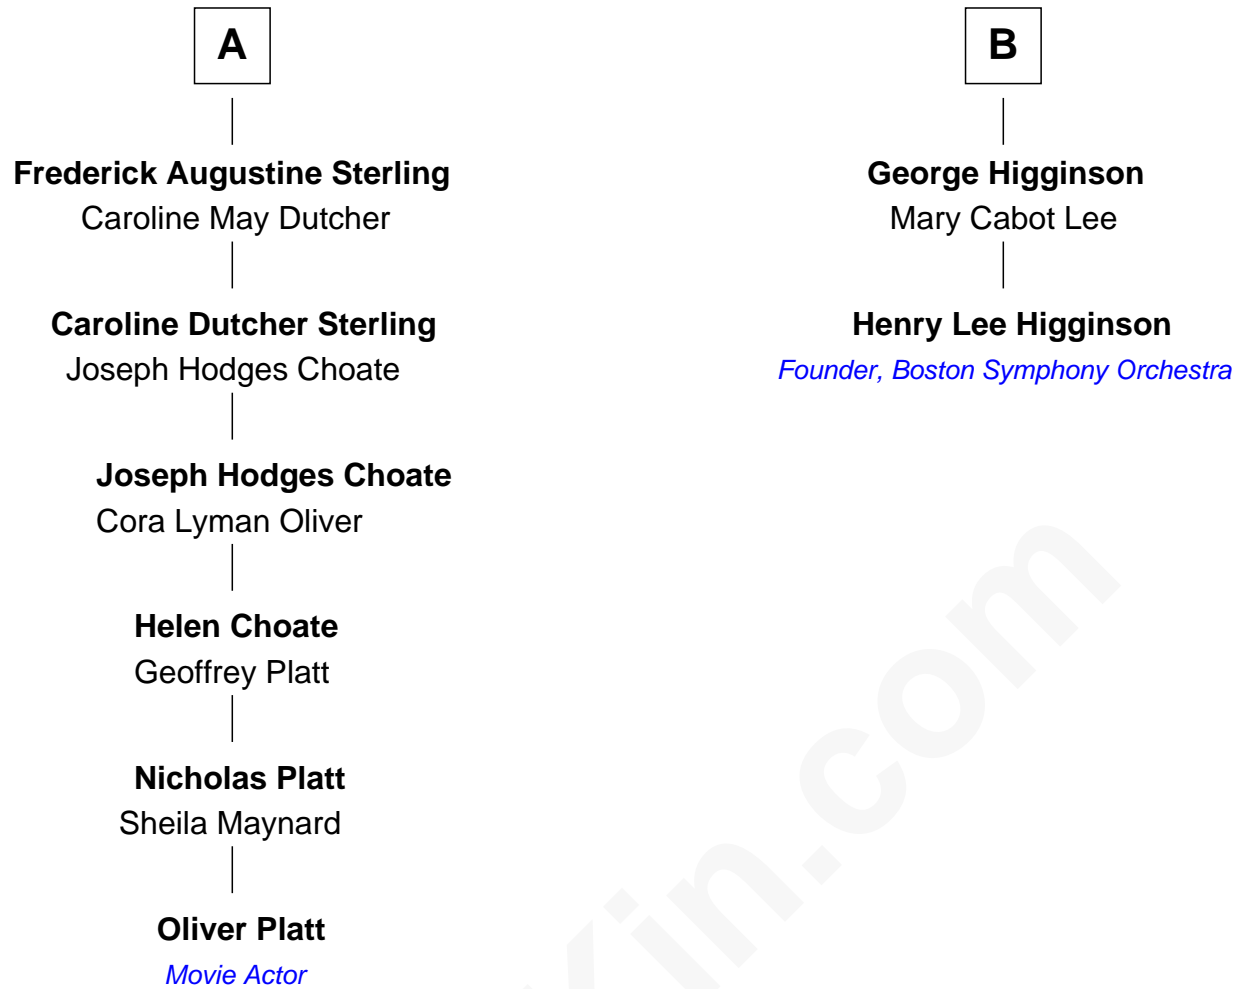 A
Frederick Augustine Sterling
Caroline May Dutcher
Caroline Dutcher Sterling
Joseph Hodges Choate
Joseph Hodges Choate
Cora Lyman Oliver
Helen Choate
Geoffrey Platt
Nicholas Platt
Sheila Maynard
Oliver Platt
Movie Actor
B
George Higginson
Mary Cabot Lee
Henry Lee Higginson
Founder, Boston Symphony Orchestra
Kin.com